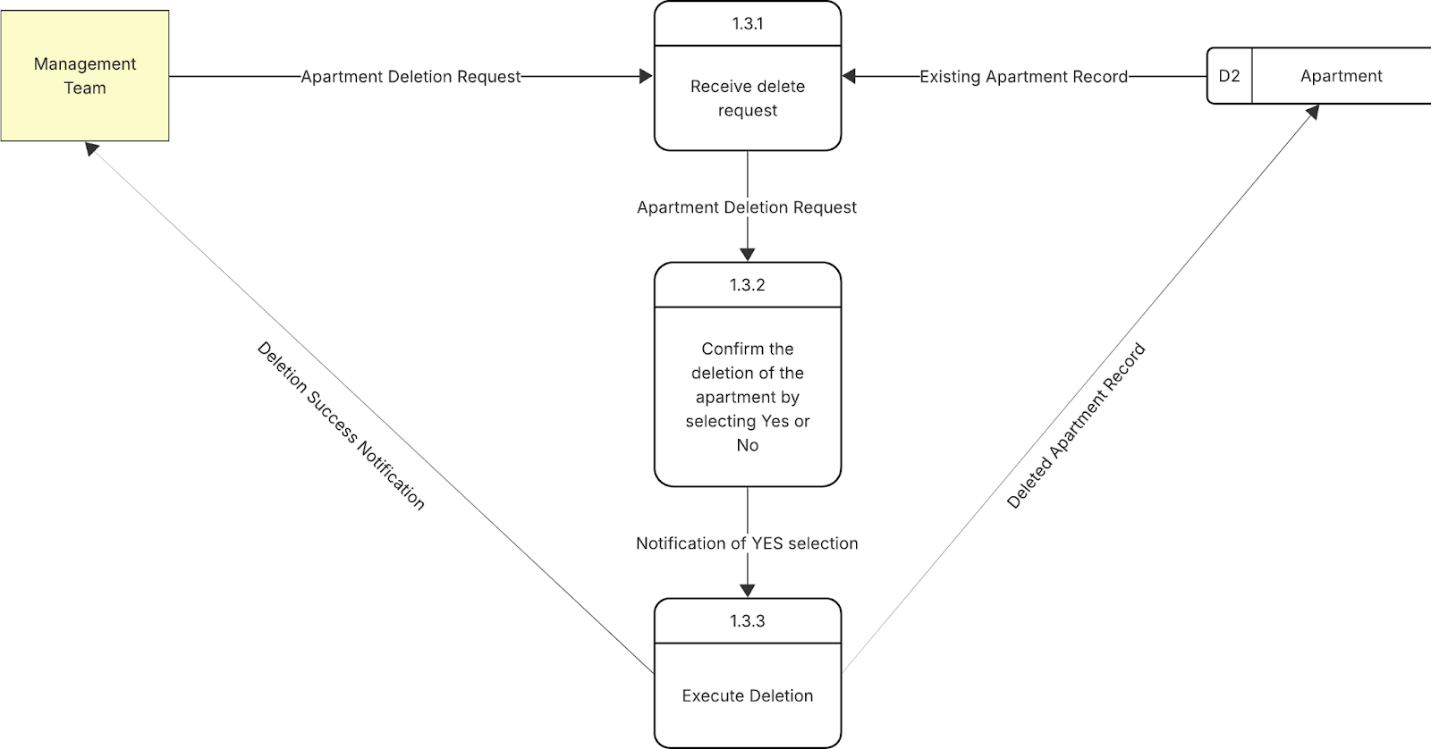 1.3.1
Management
Team
Apartment Deletion Request
Receive delete
request
Existing Apartment Record
D2
Apartment
Apartment Deletion Request
1.3.2
Confirm the
deletion of the
apartment by
selecting Yes or
No
Deletion Success Notification
Deleted Apartment Record
Notification of YES selection
1.3.3
Execute Deletion